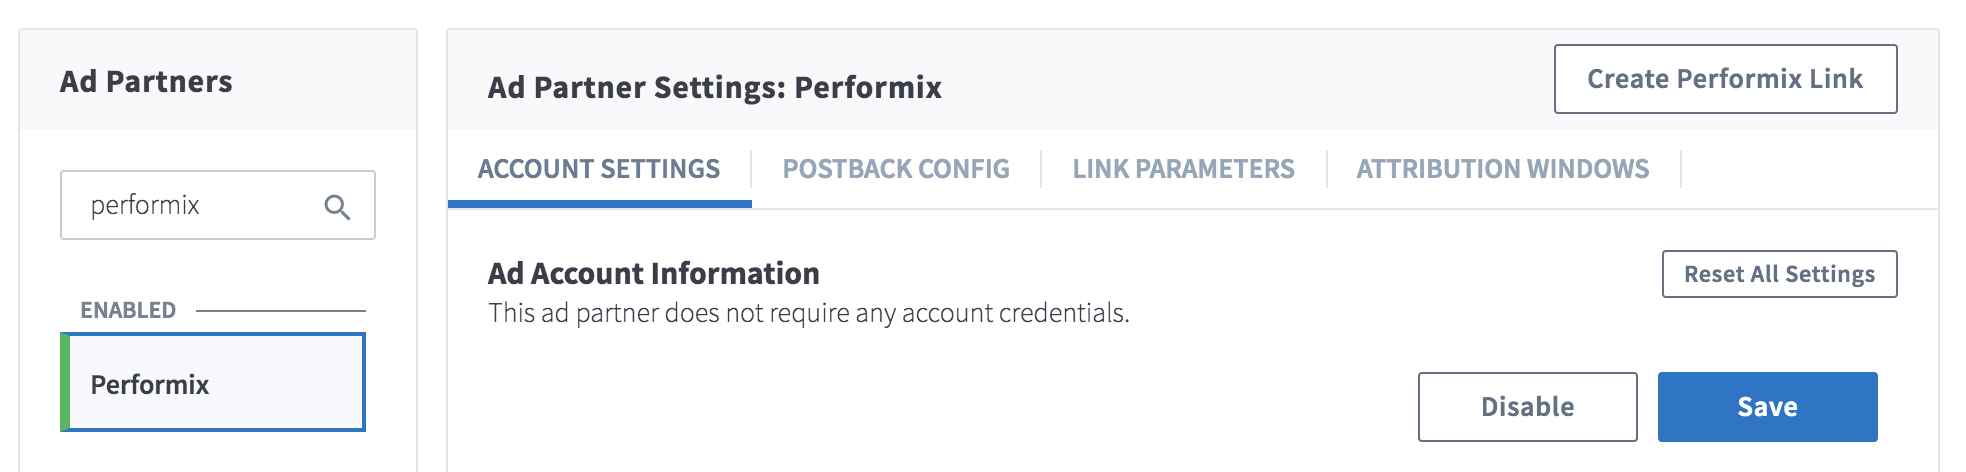 Ad Partners
performix
ENABLED
Performix
Ad Partner Settings: Performix
Create Performix Link
ACCOUNT SETTINGS
POSTBACK CONFIG
LINK PARAMETERS
ATTRIBUTION WINDOWS
Ad Account Information
Reset All Settings
This ad partner does not require any account credentials.
Disable
Save